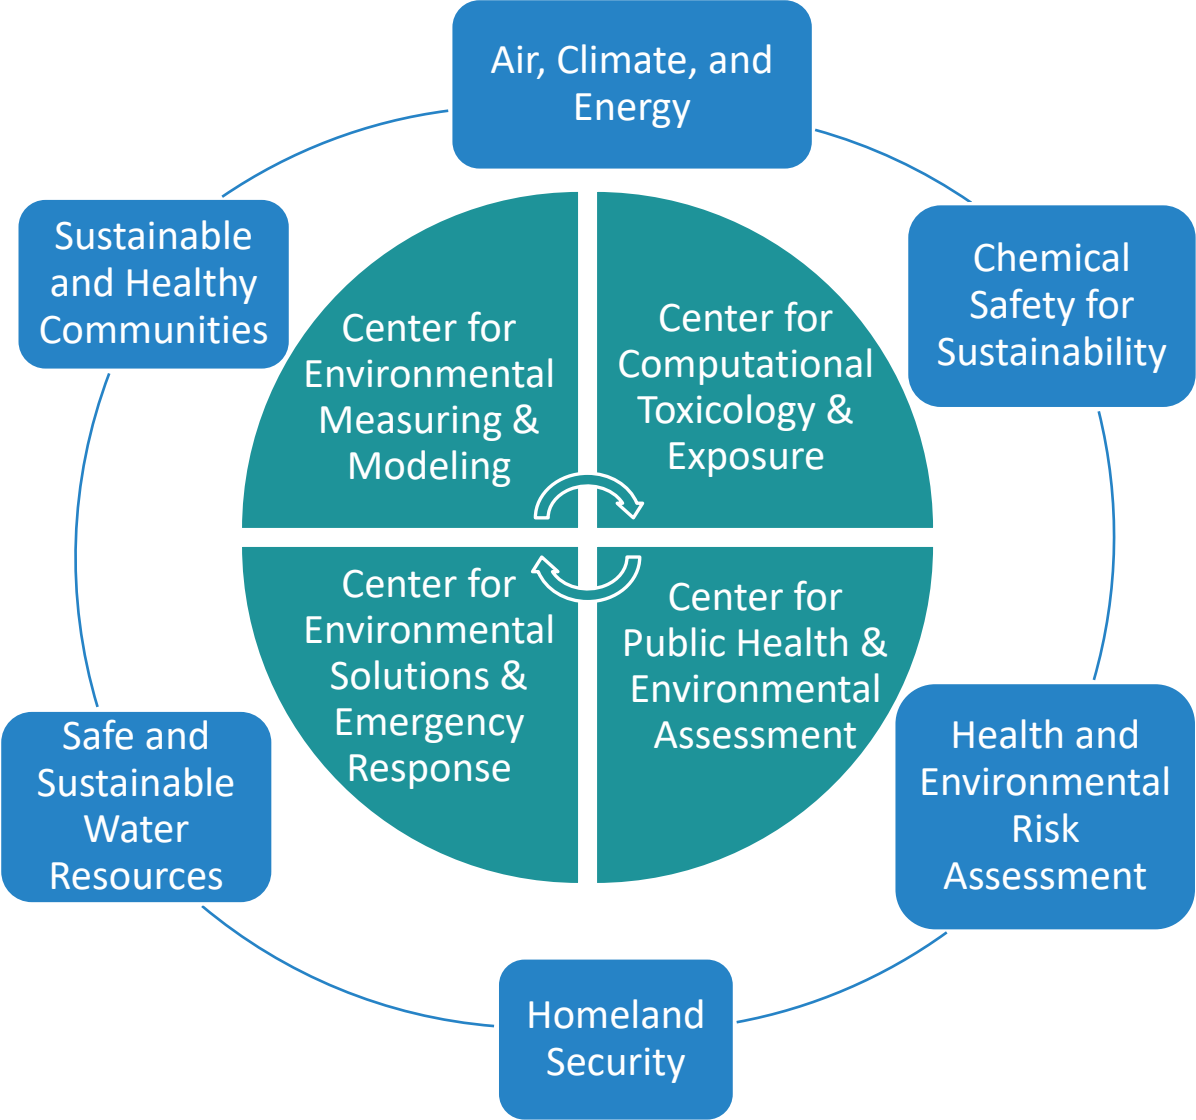 Air, Climate, and
Energy
Sustainable
and Healthy
Communities
Chemical
Safety for
Sustainability
Center for
Environmental
Measuring &
Modeling
Center for
Computational
Toxicology &
Exposure
Center for
Environmental
Solutions &
Emergency
Response
Center for
Public Health &
Environmental
Assessment
Safe and
Sustainable
Water
Resources
Health and
Environmental
Risk
Assessment
Homeland
Security